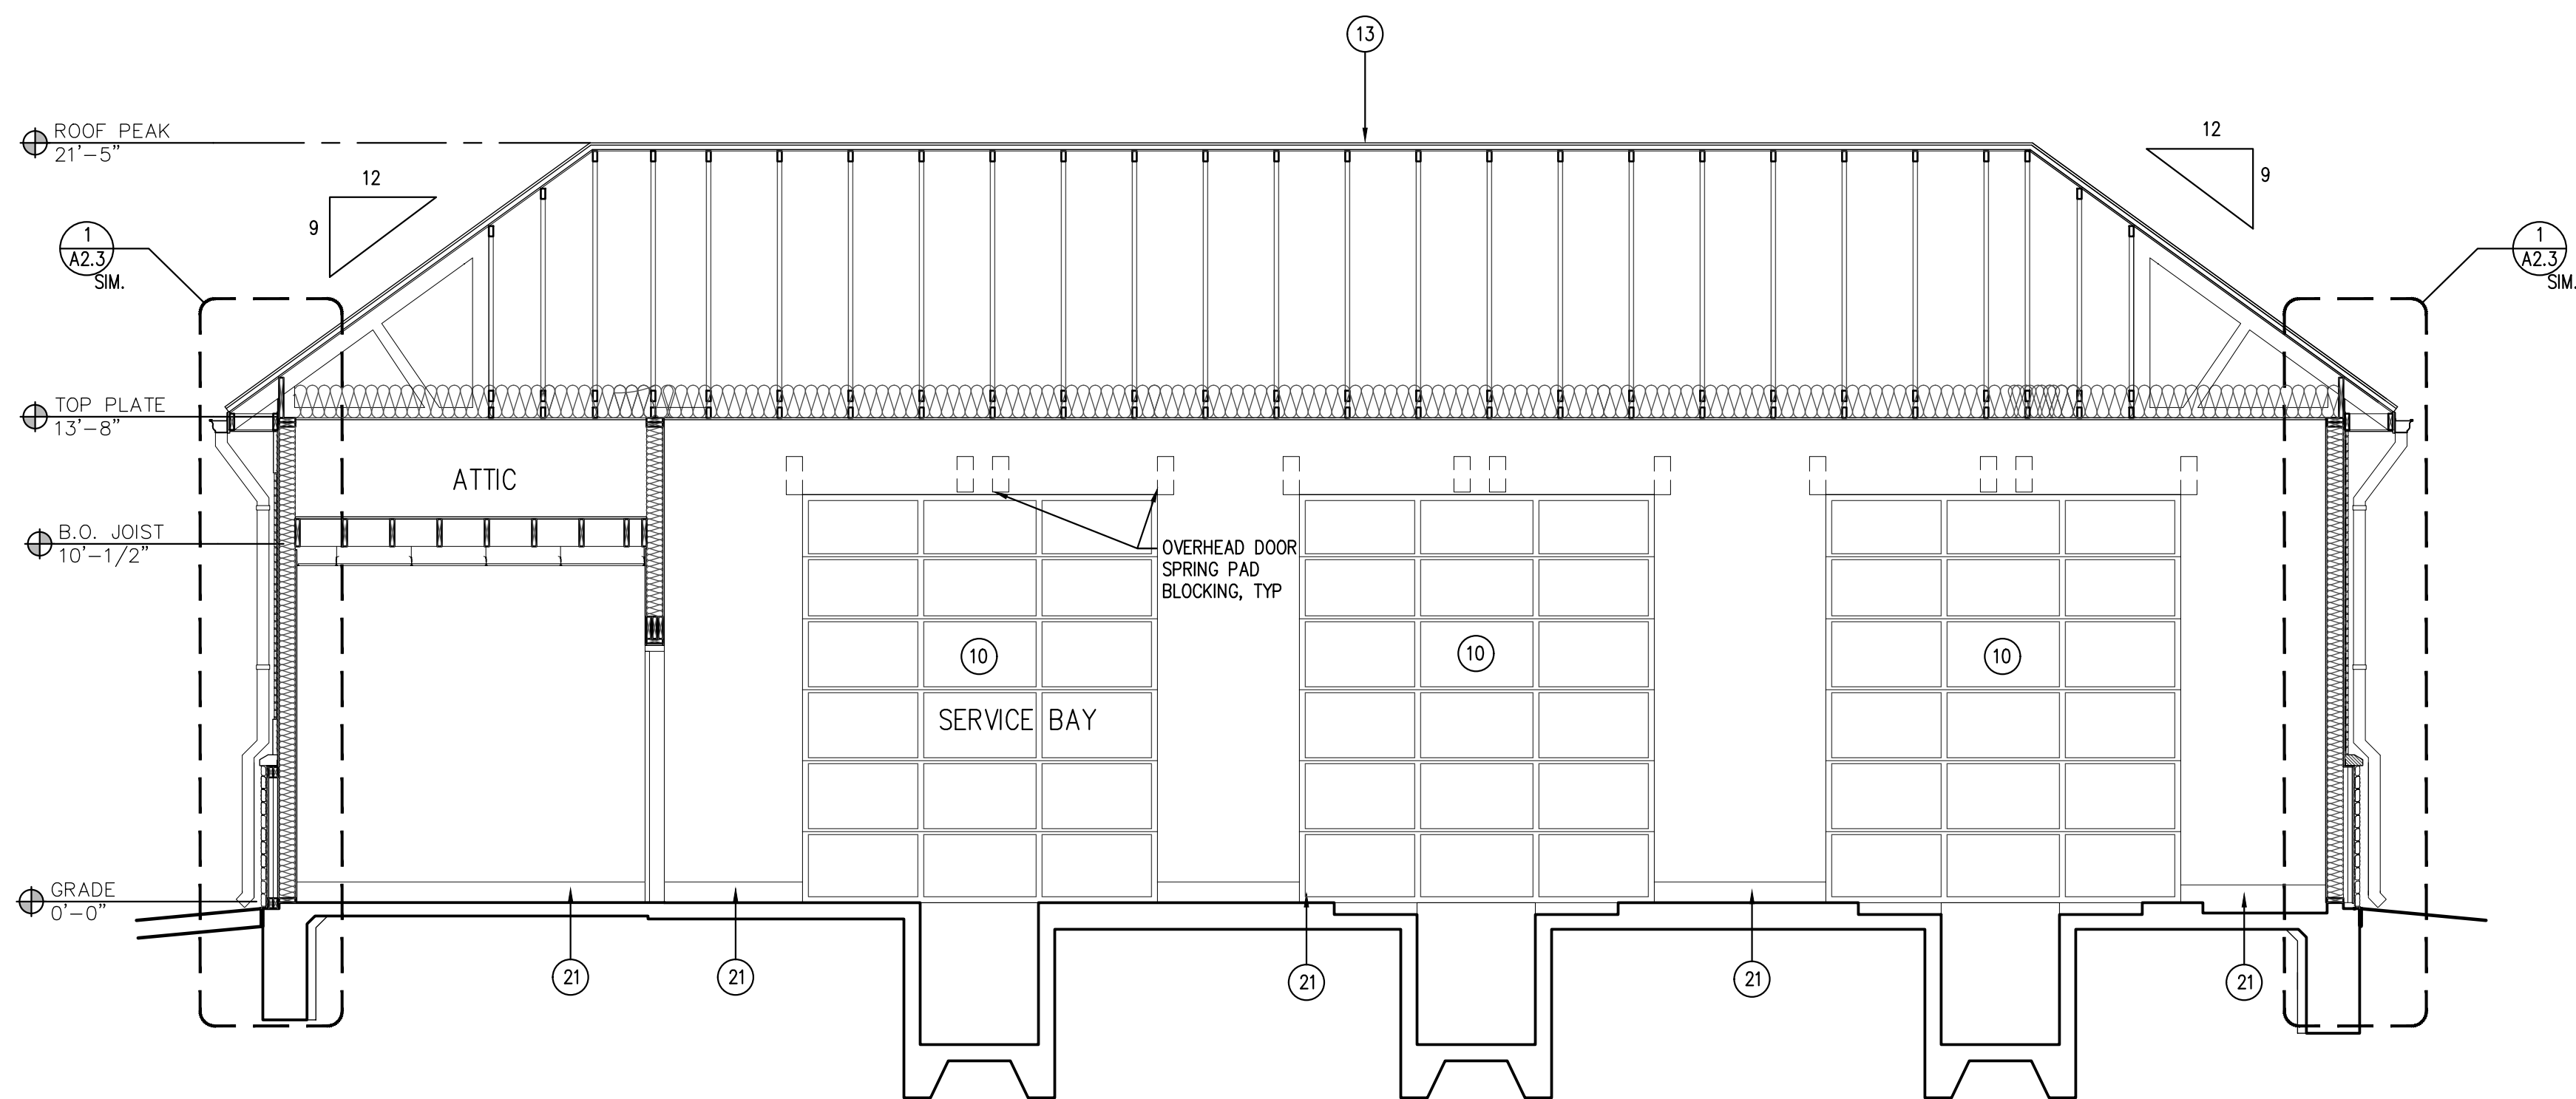 13
ROOF PEAK
21'-5"
12
9
1
A2.3
SIM.
12
9
1
A2.3
SIM.
TOP PLATE
13'-8"
ATTIC
B.O. JOIST
10'-1/2"
OVERHEAD DOOR
SPRING PAD
BLOCKING, TYP
10
10
10
SERVICE BAY
GRADE
0'-0"
21
21
21
21
21